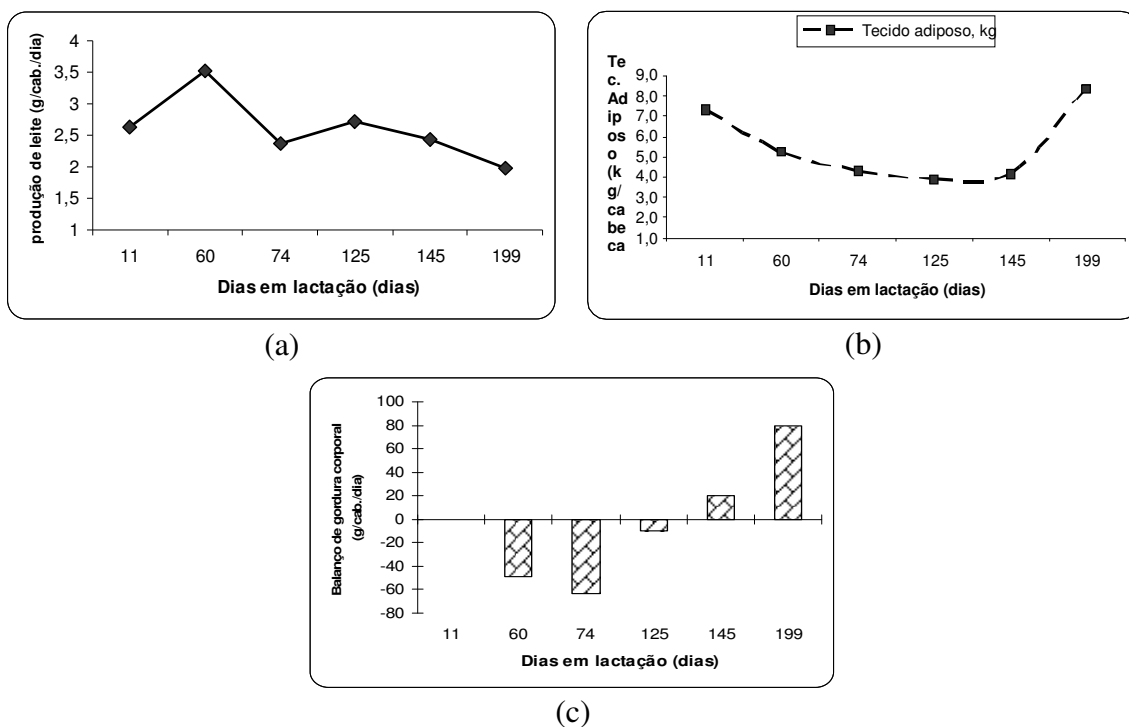 4
3,5
3
2,5
2
1,5
1
produção de leite (g/cab./dia)
11 60 74 125 145 199
Dias em lactação (dias)
(a)
Tecido adiposo, kg
Te
c.
Ad
ip
os
o
(k
g/
ca
be
ca
9,0
8,0
7,0
6,0
5,0
4,0
3,0
2,0
1,0
11 60 74 125 145 199
Dias em lactação (dias)
(b)
100
80
60
40
20
0
-20
-40
-60
-80
Balanço de gordura corporal
(g/cab./dia)
11 60 74 125 145 199
Dias em lactação (dias)
(c)